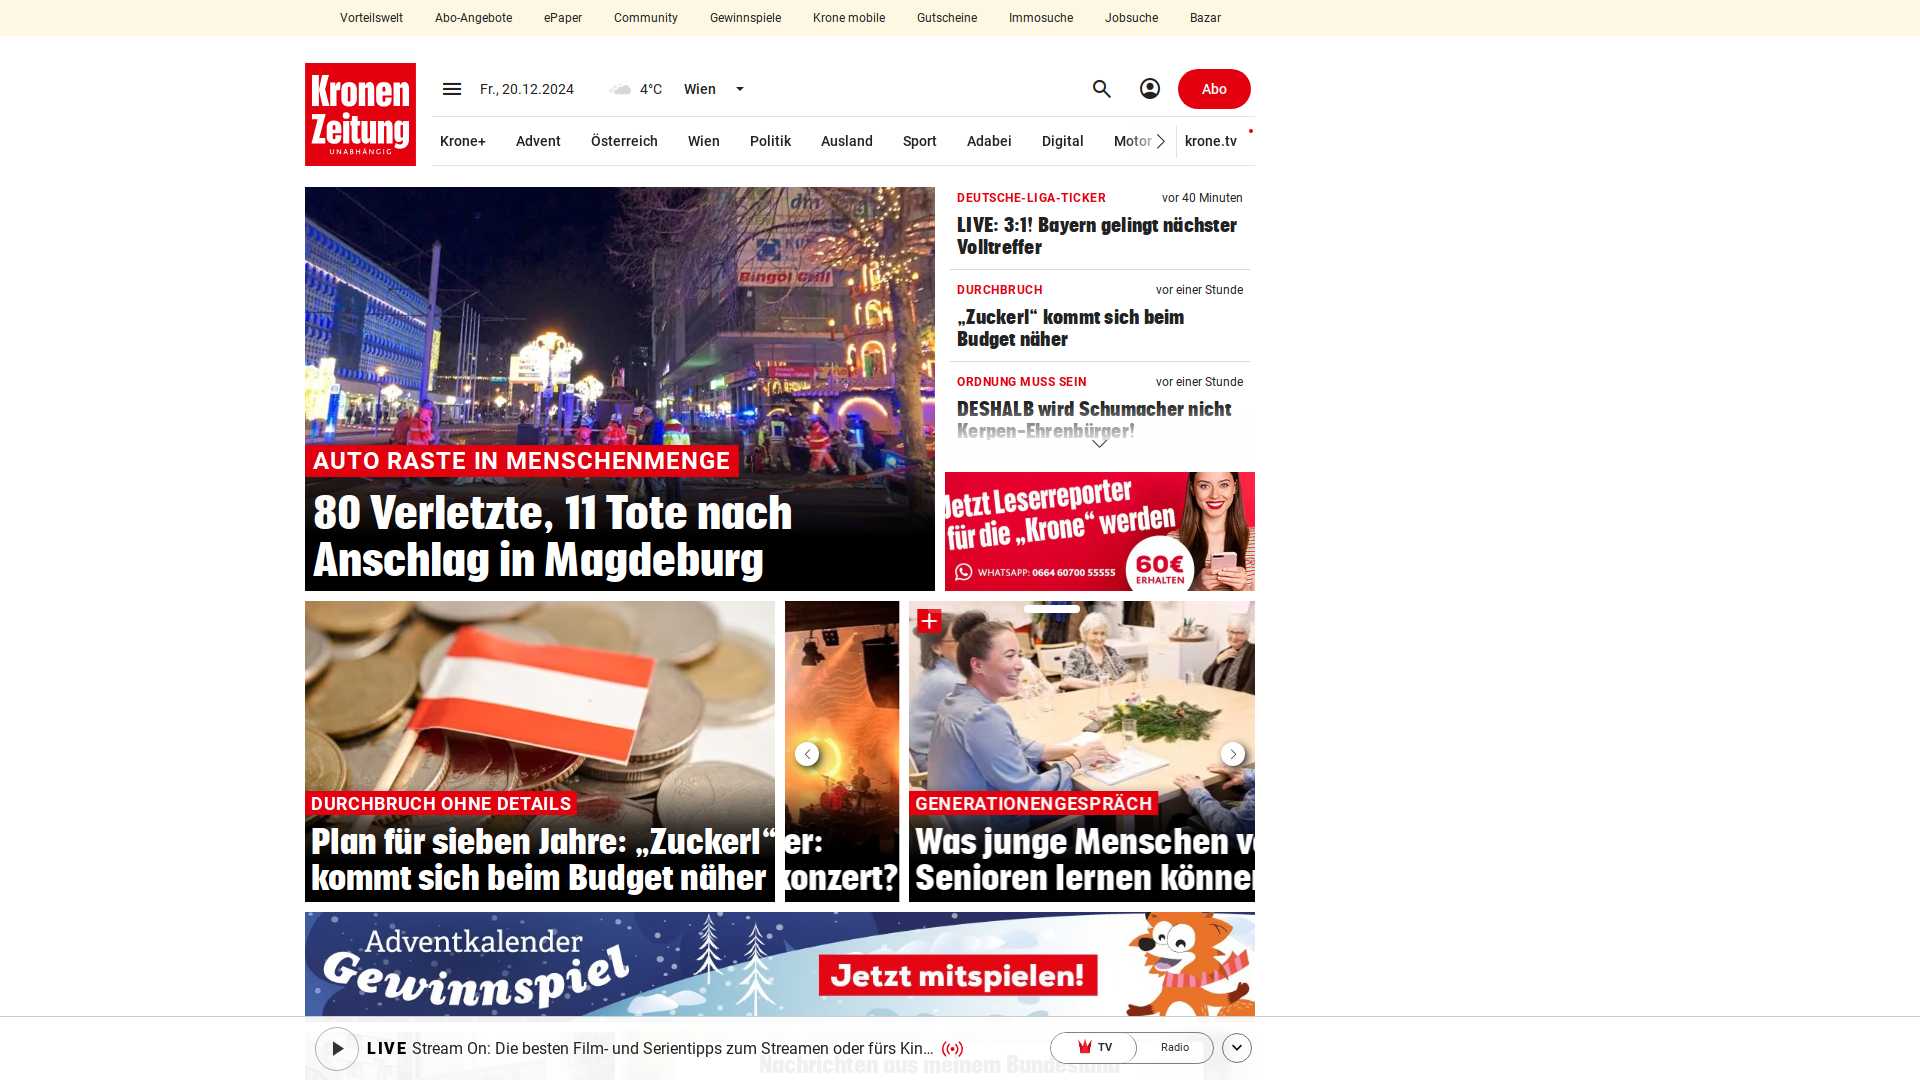 Vorteilswelt
Abo-Angebote
ePaper
Community
Gewinnspiele
Krone mobile
Gutscheine
Immosuche
Jobsuche
Bazar
Kronen
Zeitung
UNABHÄNGIG
Fr., 20.12.2024
4°C
Wien
Abo
Krone+
Advent
Österreich
Wien
Politik
Ausland
Sport
Adabei
Digital
Motor
krone.tv
dm
Bingöl Grill
AUTO RASTE IN MENSCHENMENGE
80 Verletzte, 11 Tote nach
Anschlag in Magdeburg
DEUTSCHE-LIGA-TICKER
vor 40 Minuten
LIVE: 3:1! Bayern gelingt nächster
Volltreffer
DURCHBRUCH
vor einer Stunde
„Zuckerl“ kommt sich beim
Budget näher
ORDNUNG MUSS SEIN
vor einer Stunde
DESHALB wird Schumacher nicht
Kerpen-Ehrenbürger!
Jetzt Leserreporter
für die „Krone“ werden
WHATSAPP: 0664 60700 55555
60€
ERHALTEN
DURCHBRUCH OHNE DETAILS
Plan für sieben Jahre: „Zuckerl“
kommt sich beim Budget näher
er:
konzert?
GENERATIONENGESPRÄCH
Was junge Menschen v
Senioren lernen könne
Adventkalender
Gewinnspiel
Jetzt mitspielen!
LIVE Stream On: Die besten Film- und Serientipps zum Streamen oder fürs Kin...
TV
Radio
Nachrichten aus meinem Bundesland